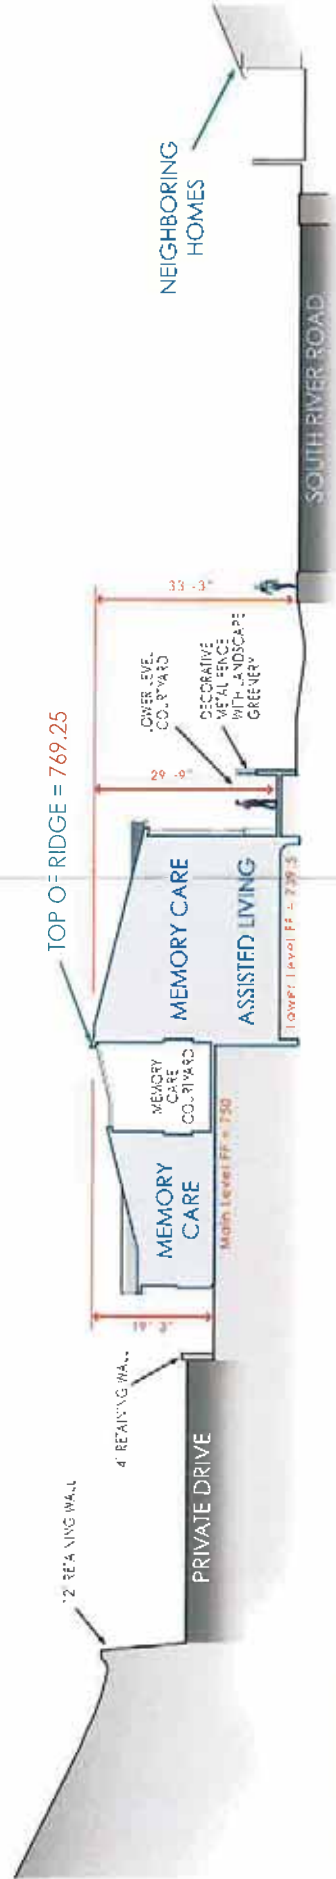 12' RETAINING WALL
PRIVATE DRIVE
4' RETAINING WALL
19' 3"
Main Level FF = 750
MEMORY
CARE
MEMORY
CARE
COURTYARD
TOP OF RIDGE = 769.25
MEMORY CARE
ASSISTED LIVING
Lower Level FF = 739.5
29'-9"
LOWER LEVEL
COURTYARD
DECORATIVE
METAL FENCE
WITH LANDSCAPE
GREENERY
33'-3"
SOUTH RIVER ROAD
NEIGHBORING
HOMES